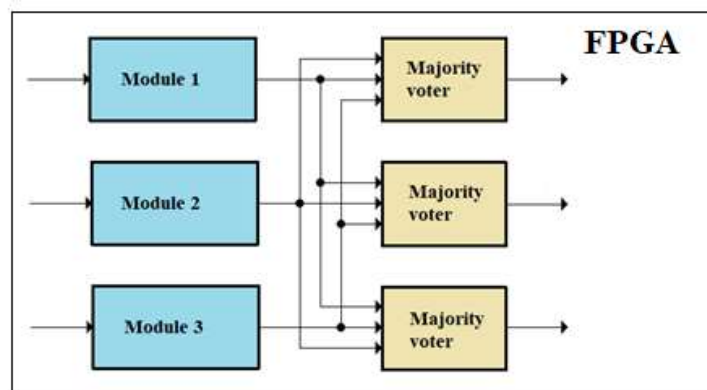 FPGA
Module 1
Majority
voter
Module 2
Majority
voter
Module 3
Majority
voter